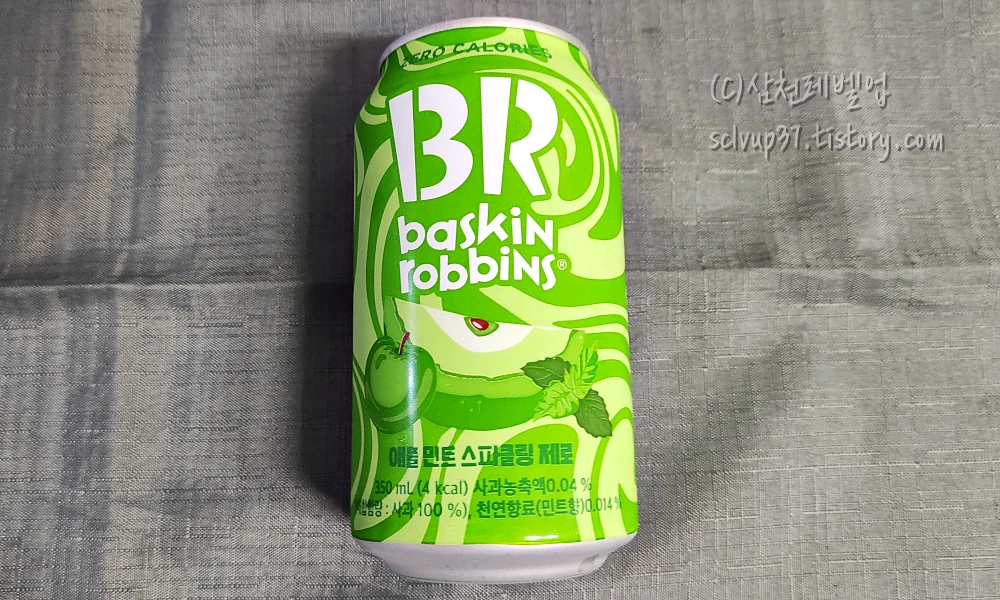 ZERO CALORIES
BR
baskin
robbins®
애플 민트 스파클링 제로
350 mL (4 kcal) 사과농축액0.04 %
함량 : 사과 100 %), 천연향료(민트향)0.014 %
(C)삼천레벨업
sclvup37.tistory.com